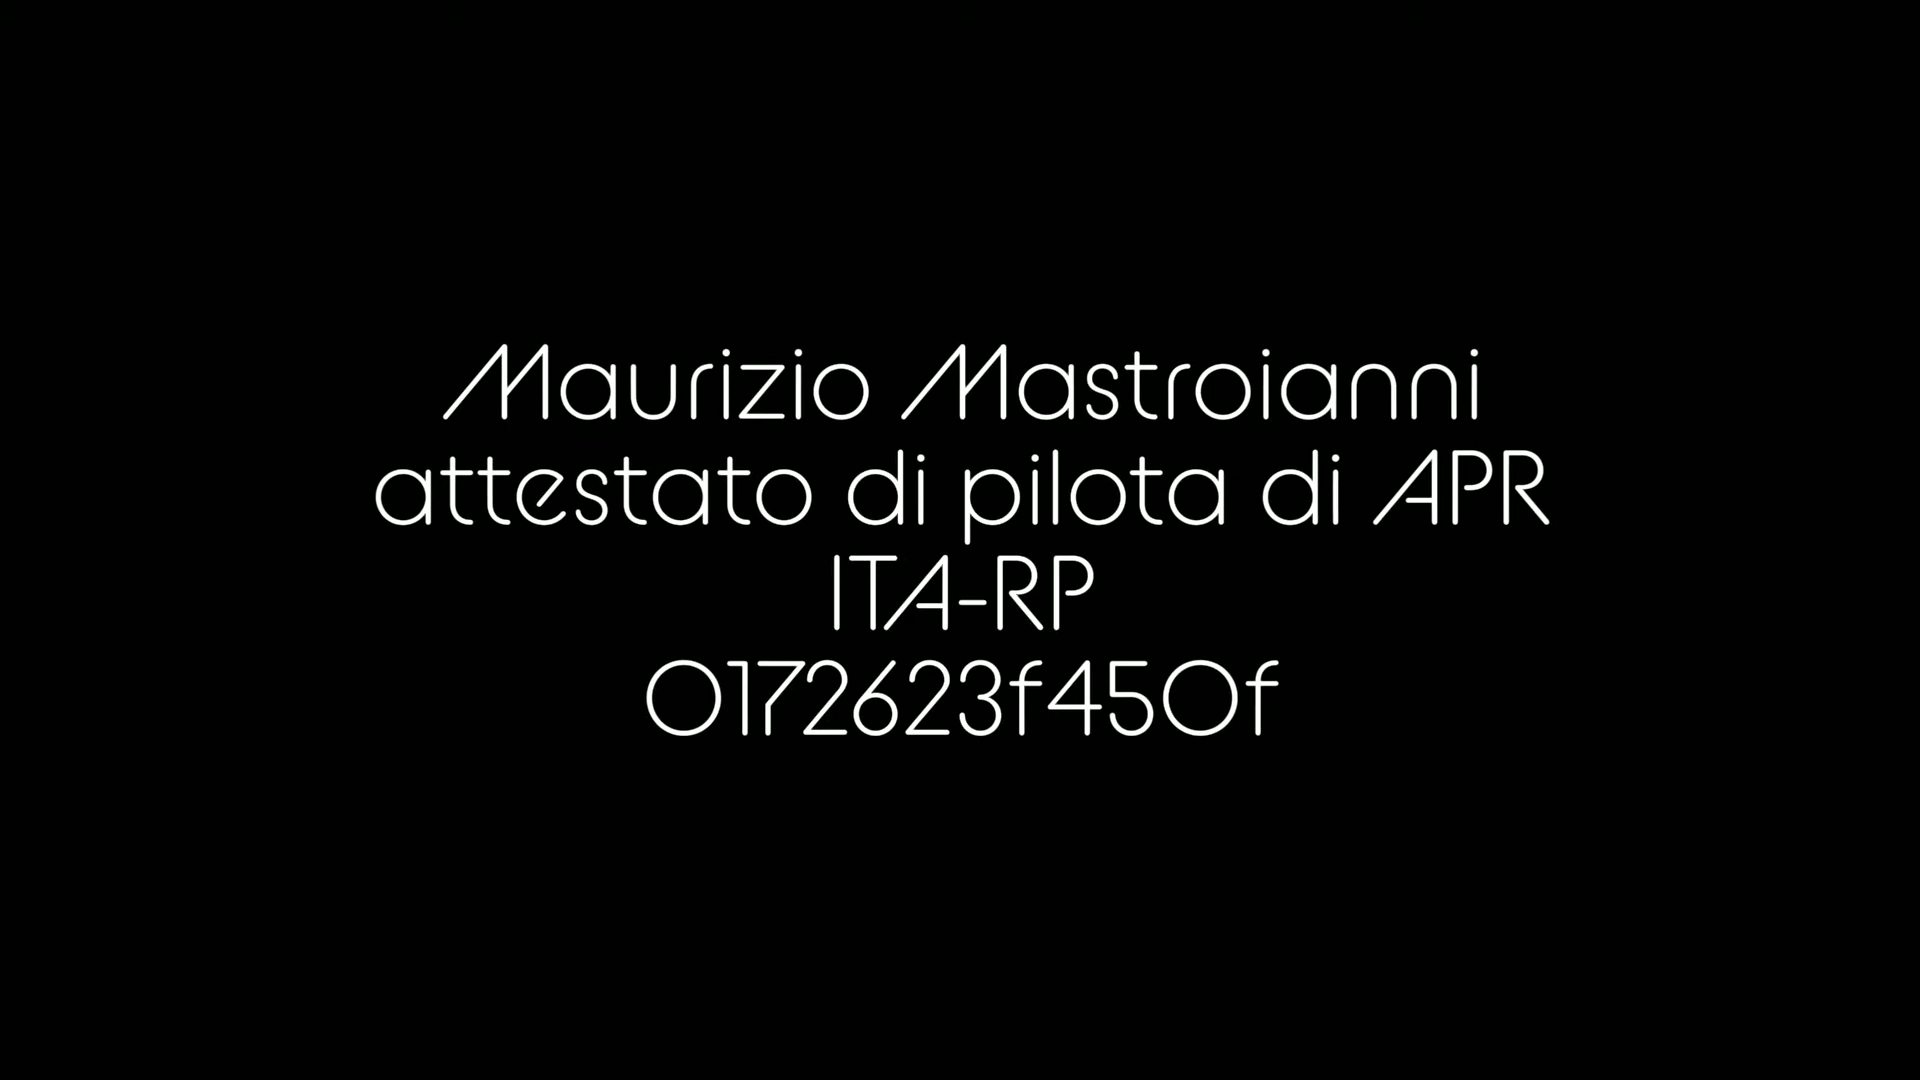 Maurizio Mastroianni
attestato di pilota di APR
ITA-RP
0172623f450f